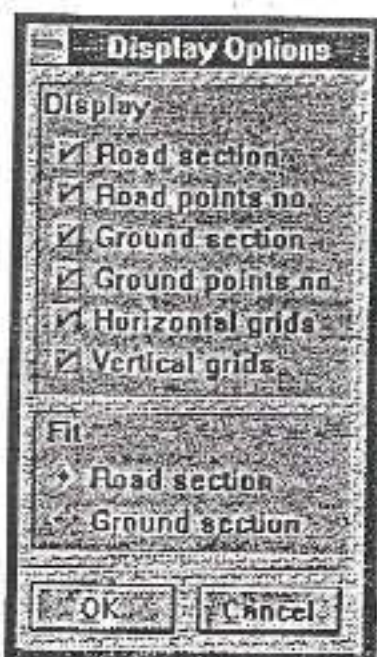 Display Options
Display
Road section
Road points no.
Ground section
Ground points no
Horizontal grids
Vertical grids
Fit
Road section
Ground section
OK
Cancel